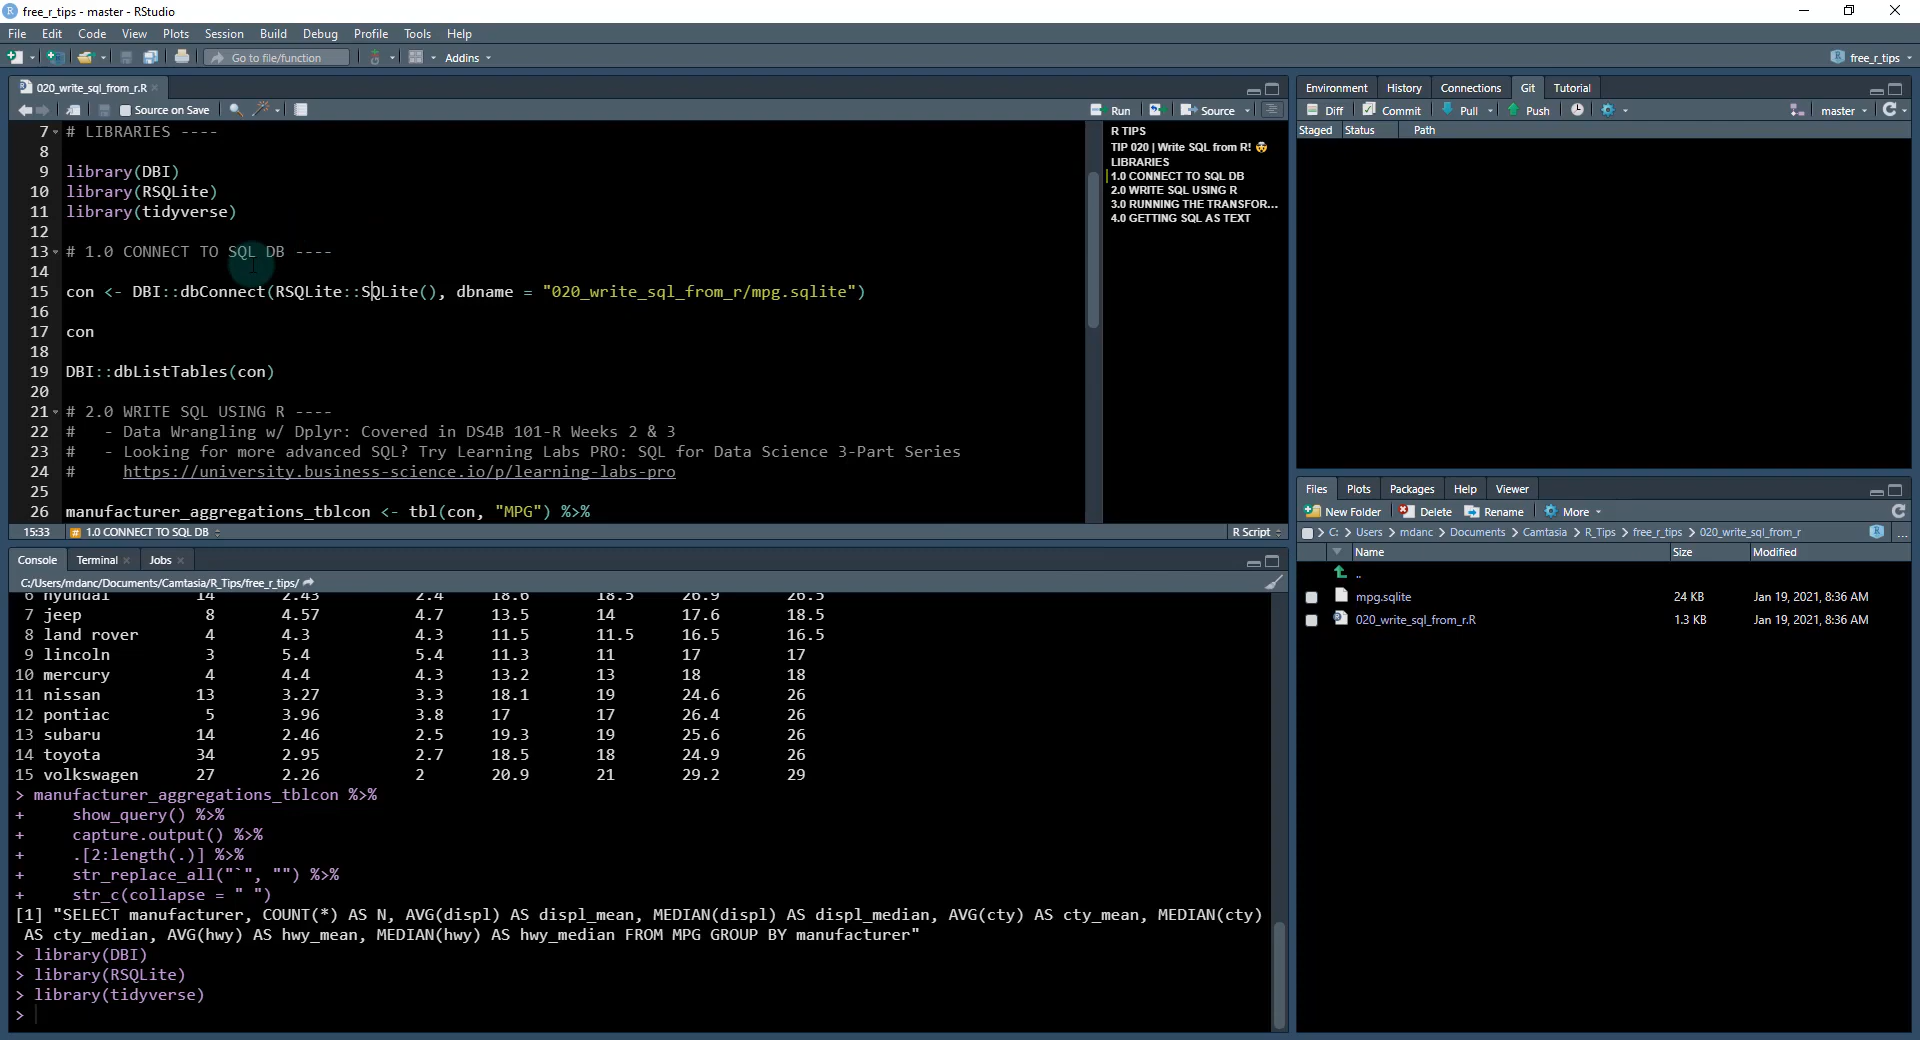 free_r_tips - master - RStudio
File Edit Code View Plots Session Build Debug Profile Tools Help
Go to file/function Addins free_r_tips
020_write_sql_from_r.R
Source on Save Run Source
7 # LIBRARIES ----
8
9 library(DBI)
10 library(RSQLite)
11 library(tidyverse)
12
13 # 1.0 CONNECT TO SQL DB ----
14
15 con <- DBI::dbConnect(RSQLite::SQLite(), dbname = "020_write_sql_from_r/mpg.sqlite")
16
17 con
18
19 DBI::dbListTables(con)
20
21 # 2.0 WRITE SQL USING R ----
22 #   - Data Wrangling w/ Dplyr: Covered in DS4B 101-R Weeks 2 & 3
23 #   - Looking for more advanced SQL? Try Learning Labs PRO: SQL for Data Science 3-Part Series
24 #     https://university.business-science.io/p/learning-labs-pro
25
26 manufacturer_aggregations_tblcon <- tbl(con, "MPG") %>%
15:33 # 1.0 CONNECT TO SQL DB R Script
R TIPS
TIP 020 | Write SQL from R! 🤯
LIBRARIES
1.0 CONNECT TO SQL DB
2.0 WRITE SQL USING R
3.0 RUNNING THE TRANSFOR...
4.0 GETTING SQL AS TEXT
Console Terminal Jobs
C:/Users/mdanc/Documents/Camtasia/R_Tips/free_r_tips/
6 hyundai 14 2.43 2.4 18.6 18.5 26.9 26.5
7 jeep 8 4.57 4.7 13.5 14 17.6 18.5
8 land rover 4 4.3 4.3 11.5 11.5 16.5 16.5
9 lincoln 3 5.4 5.4 11.3 11 17 17
10 mercury 4 4.4 4.3 13.2 13 18 18
11 nissan 13 3.27 3.3 18.1 19 24.6 26
12 pontiac 5 3.96 3.8 17 17 26.4 26
13 subaru 14 2.46 2.5 19.3 19 25.6 26
14 toyota 34 2.95 2.7 18.5 18 24.9 26
15 volkswagen 27 2.26 2 20.9 21 29.2 29
> manufacturer_aggregations_tblcon %>%
+     show_query() %>%
+     capture.output() %>%
+     .[2:length(.)] %>%
+     str_replace_all("`", "") %>%
+     str_c(collapse = " ")
[1] "SELECT manufacturer, COUNT(*) AS N, AVG(displ) AS displ_mean, MEDIAN(displ) AS displ_median, AVG(cty) AS cty_mean, MEDIAN(cty)
AS cty_median, AVG(hwy) AS hwy_mean, MEDIAN(hwy) AS hwy_median FROM MPG GROUP BY manufacturer"
> library(DBI)
> library(RSQLite)
> library(tidyverse)
>
Environment History Connections Git Tutorial
Diff Commit Pull Push master
Staged Status Path
Files Plots Packages Help Viewer
New Folder Delete Rename More
C: > Users > mdanc > Documents > Camtasia > R_Tips > free_r_tips > 020_write_sql_from_r ...
Name Size Modified
..
mpg.sqlite 24 KB Jan 19, 2021, 8:36 AM
020_write_sql_from_r.R 1.3 KB Jan 19, 2021, 8:36 AM